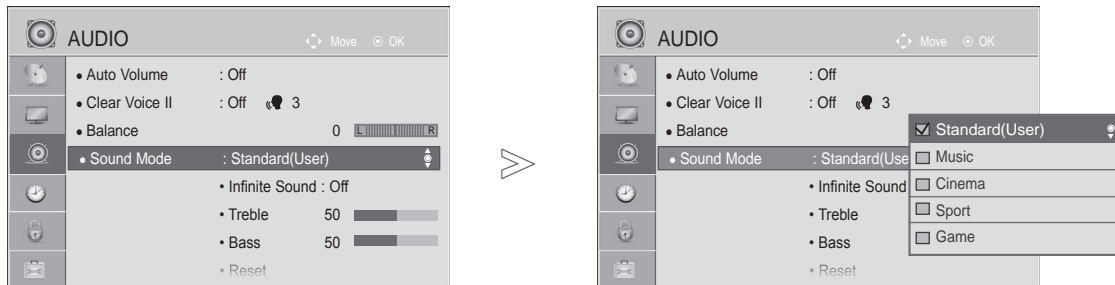 AUDIO
Move OK
• Auto Volume : Off
• Clear Voice II : Off 3
• Balance 0 L R
• Sound Mode : Standard(User)
• Infinite Sound : Off
• Treble 50
• Bass 50
• Reset
AUDIO
Move OK
• Auto Volume : Off
• Clear Voice II : Off 3
• Balance
• Sound Mode : Standard(Use
• Infinite Sound
• Treble
• Bass
• Reset
Standard(User)
Music
Cinema
Sport
Game